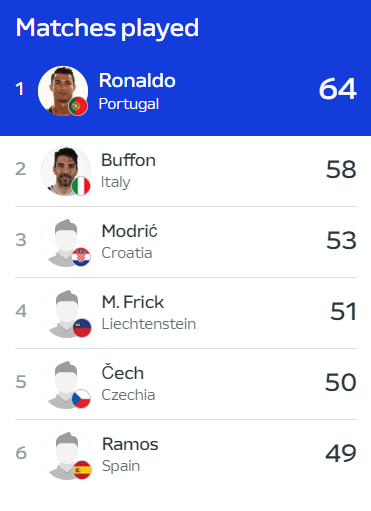 Matches played
1 Ronaldo 64
Portugal
2 Buffon 58
Italy
3 Modrić 53
Croatia
4 M. Frick 51
Liechtenstein
5 Čech 50
Czechia
6 Ramos 49
Spain